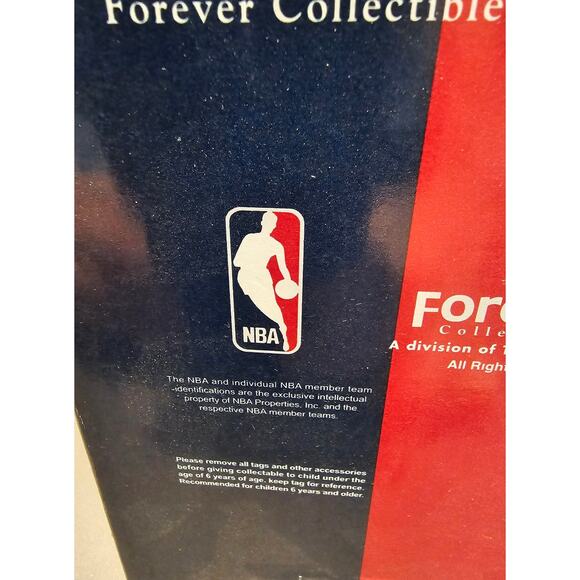 Forever Collectible
NBA
The NBA and individual NBA member team
-identifications are the exclusive intellectual
property of NBA Properties, Inc. and the
respective NBA member teams.
Please remove all tags and other accessories
before giving collectable to child under the
age of 6 years of age. keep tag for reference.
Recommended for children 6 years and older.
Fore
Colle
A division of T
All Righ